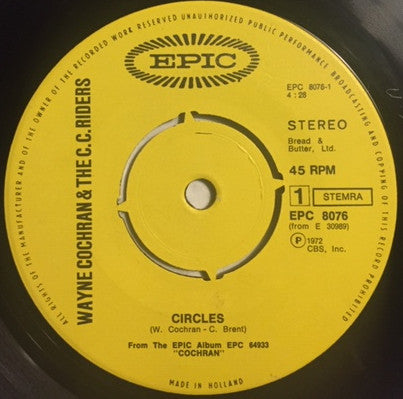 ALL RIGHTS OF THE MANUFACTURER AND OF THE OWNER OF THE RECORDED WORK RESERVED UNAUTHORIZED PUBLIC PERFORMANCE BROADCASTING AND COPYING OF THIS RECORD PROHIBITED
EPIC
EPC 8076-1
4:28
STEREO
Bread &
Butter, Ltd.
45 RPM
1 STEMRA
EPC 8076
(from E 30989)
Ⓟ 1972
CBS, Inc.
WAYNE COCHRAN & THE C.C. RIDERS
CIRCLES
(W. Cochran - C. Brent)
From The EPIC Album EPC 64933
"COCHRAN"
MADE IN HOLLAND